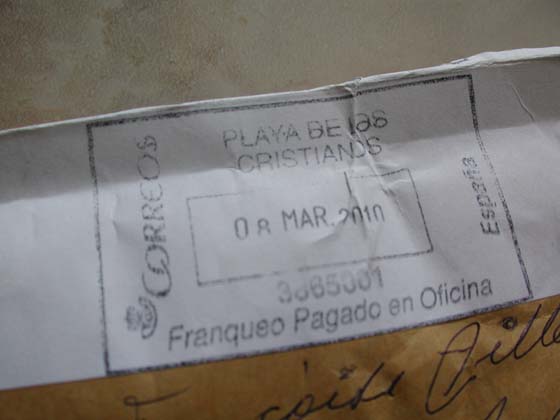 CORREOS
PLAYA DE LOS
CRISTIANOS
08 MAR. 2010
3865001
España
Franqueo Pagado en Oficina